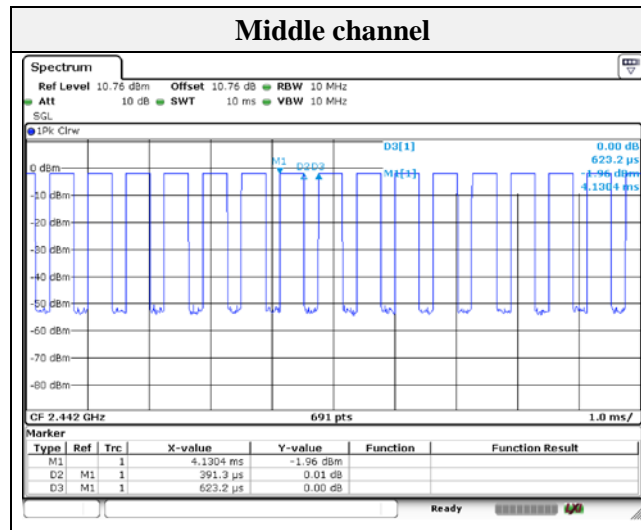 Middle channel
Spectrum
Ref Level 10.76 dBm Offset 10.76 dB RBW 10 MHz
Att 10 dB SWT 10 ms VBW 10 MHz
SGL
1Pk Clrw
D3[1] 0.00 dB
623.2 µs
M1[1] -1.96 dBm
4.1304 ms
M1 D2 D3
0 dBm
-10 dBm
-20 dBm
-30 dBm
-40 dBm
-50 dBm
-60 dBm
-70 dBm
-80 dBm
CF 2.442 GHz 691 pts 1.0 ms/
Marker
Type Ref Trc X-value Y-value Function Function Result
M1 1 4.1304 ms -1.96 dBm
D2 M1 1 391.3 µs 0.01 dB
D3 M1 1 623.2 µs 0.00 dB
Ready